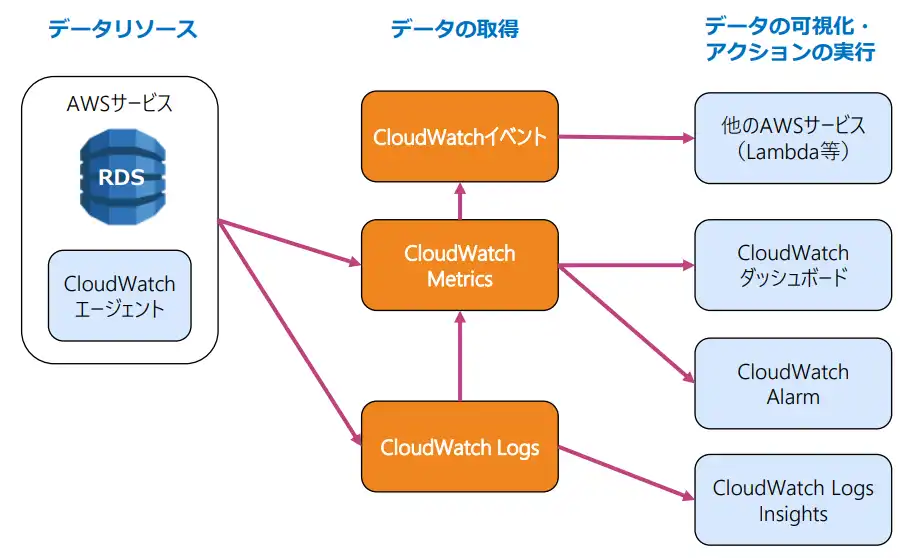 データリソース
データの取得
データの可視化・
アクションの実行
AWSサービス
RDS
CloudWatch
エージェント
CloudWatchイベント
CloudWatch
Metrics
CloudWatch Logs
他のAWSサービス
（Lambda等）
CloudWatch
ダッシュボード
CloudWatch
Alarm
CloudWatch Logs
Insights